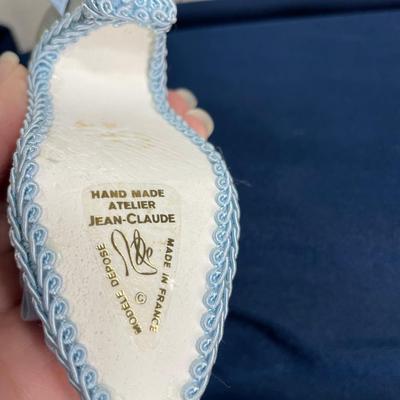 HAND MADE
ATELIER
JEAN-CLAUDE
MODÈLE DÉPOSÉ
©
MADE IN FRANCE